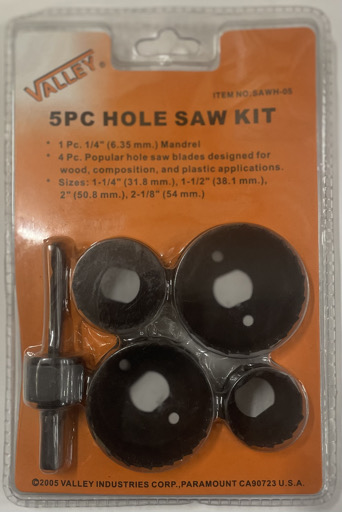 VALLEY®
ITEM NO.SAWH-05
5PC HOLE SAW KIT
* 1 Pc. 1/4" (6.35 mm.) Mandrel
* 4 Pc. Popular hole saw blades designed for
wood, composition, and plastic applications.
* Sizes: 1-1/4" (31.8 mm.), 1-1/2" (38.1 mm.),
2" (50.8 mm.), 2-1/8" (54 mm.)
©2005 VALLEY INDUSTRIES CORP., PARAMOUNT CA90723 U.S.A.